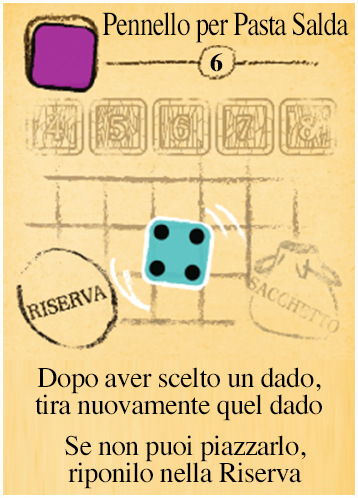 Pennello per Pasta Salda
6
4 5 6 7 8
RISERVA
SACCHETTO
Dopo aver scelto un dado,
tira nuovamente quel dado
Se non puoi piazzarlo,
riponilo nella Riserva